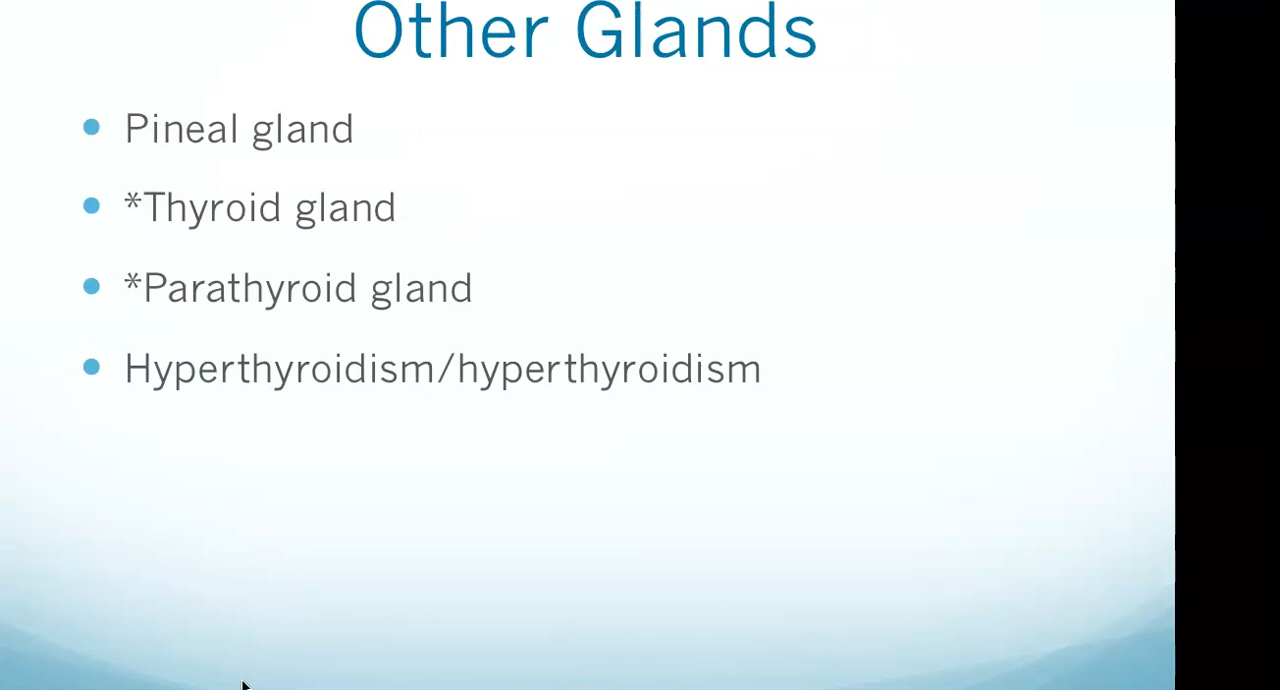 Other Glands
• Pineal gland
• *Thyroid gland
• *Parathyroid gland
• Hyperthyroidism/hyperthyroidism